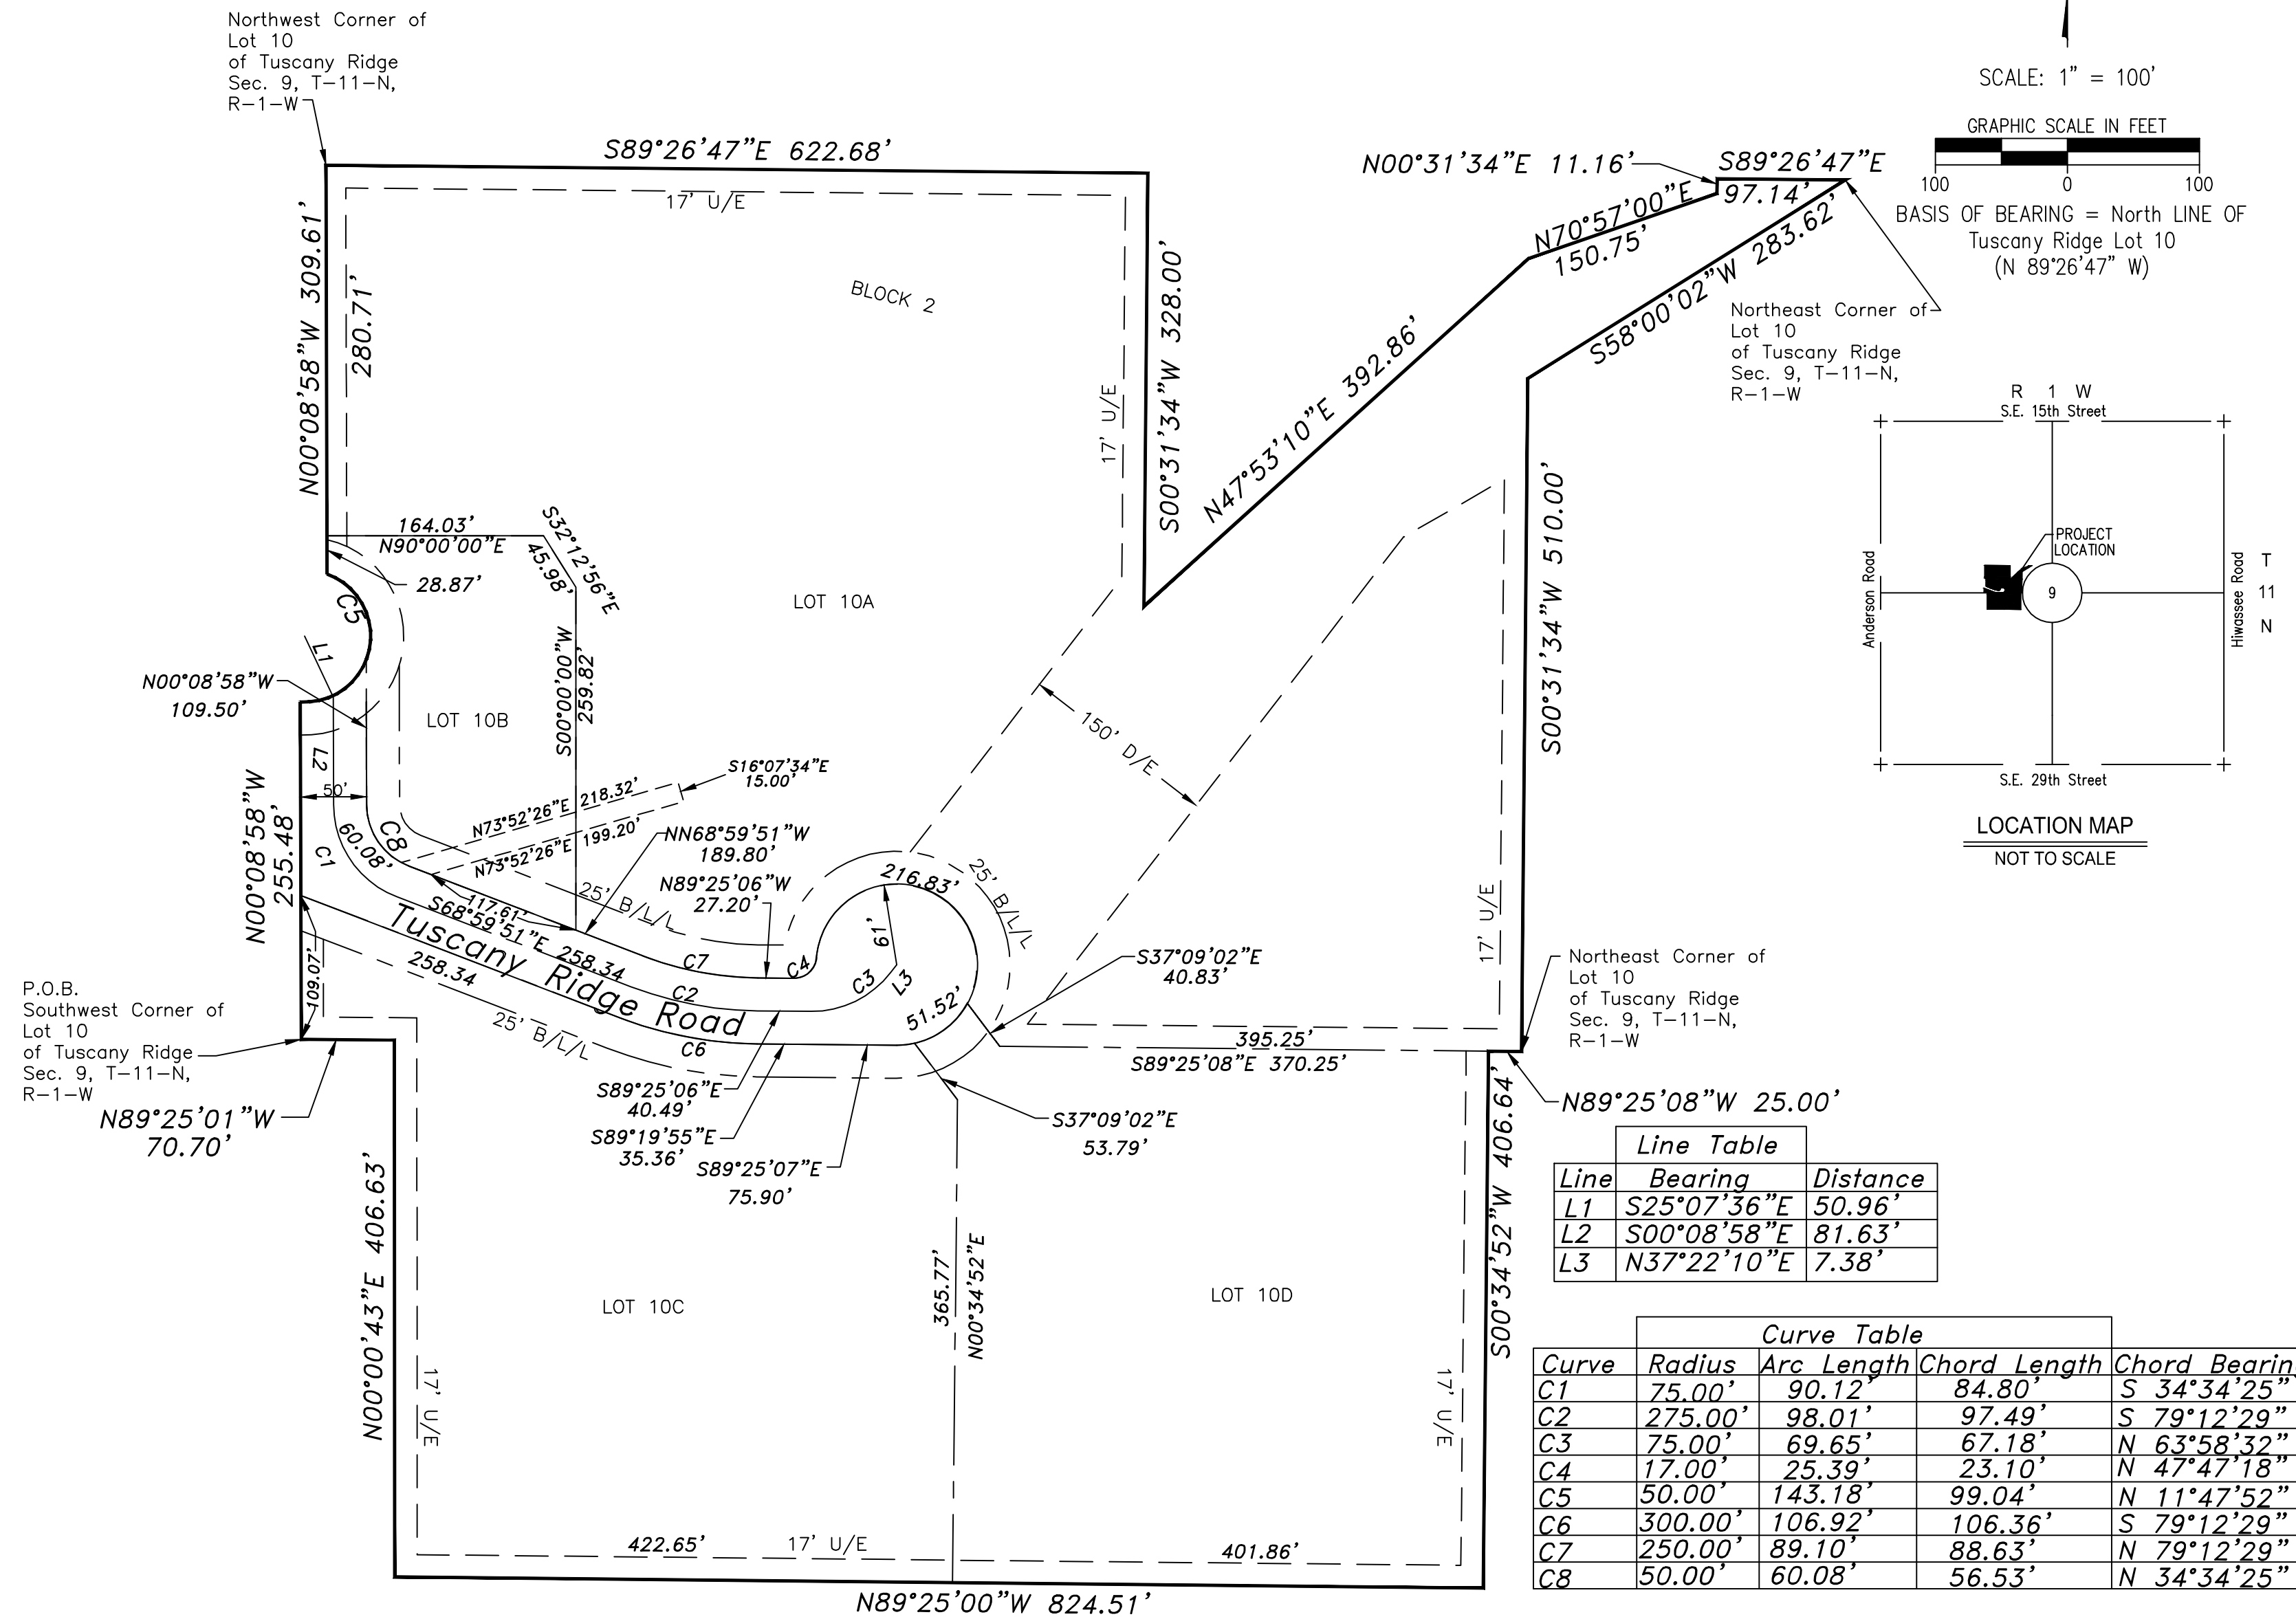 Northwest Corner of
Lot 10
of Tuscany Ridge
Sec. 9, T-11-N,
R-1-W
S89°26'47"E 622.68'
17' U/E
N00°08'58"W 309.61'
280.71'
BLOCK 2
17' U/E
S00°31'34"W 328.00'
N00°31'34"E 11.16'
S89°26'47"E
97.14'
N70°57'00"E
150.75'
S58°00'02"W 283.62'
N47°53'10"E 392.86'
Northeast Corner of
Lot 10
of Tuscany Ridge
Sec. 9, T-11-N,
R-1-W
SCALE: 1" = 100'
GRAPHIC SCALE IN FEET
100 0 100
BASIS OF BEARING = North LINE OF
Tuscany Ridge Lot 10
(N 89°26'47" W)
R 1 W
S.E. 15th Street
PROJECT
LOCATION
Anderson Road
9
Hiwassee Road
T
11
N
S.E. 29th Street
LOCATION MAP
NOT TO SCALE
164.03'
N90°00'00"E
S32°12'56"E
45.98'
28.87'
C5
L1
N00°08'58"W
109.50'
LOT 10A
LOT 10B
S00°00'00"W
259.82'
L2
50'
N00°08'58"W
255.48'
C1
60.08'
C8
N73°52'26"E 218.32'
N73°52'26"E 199.20'
S16°07'34"E
15.00'
NN68°59'51"W
189.80'
N89°25'06"W
27.20'
25' B/L/L
117.61'
S68°59'51"E 258.34
Tuscany Ridge Road
258.34
25' B/L/L
109.07'
C7
C2
C6
C4
C3
L3
61'
216.83'
25' B/L/L
51.52'
150' D/E
S00°31'34"W 510.00'
17' U/E
S37°09'02"E
40.83'
395.25'
S89°25'08"E 370.25'
Northeast Corner of
Lot 10
of Tuscany Ridge
Sec. 9, T-11-N,
R-1-W
N89°25'08"W 25.00'
P.O.B.
Southwest Corner of
Lot 10
of Tuscany Ridge
Sec. 9, T-11-N,
R-1-W
N89°25'01"W
70.70'
S89°25'06"E
40.49'
S89°19'55"E
35.36'
S89°25'07"E
75.90'
S37°09'02"E
53.79'
N00°00'43"E 406.63'
17' U/E
LOT 10C
365.77'
N00°34'52"E
LOT 10D
17' U/E
S00°34'52"W 406.64'
422.65'
17' U/E
401.86'
N89°25'00"W 824.51'
Line Table
Line Bearing Distance
L1 S25°07'36"E 50.96'
L2 S00°08'58"E 81.63'
L3 N37°22'10"E 7.38'
Curve Table
Curve Radius Arc Length Chord Length Chord Bearin
C1 75.00' 90.12' 84.80' S 34°34'25"
C2 275.00' 98.01' 97.49' S 79°12'29"
C3 75.00' 69.65' 67.18' N 63°58'32"
C4 17.00' 25.39' 23.10' N 47°47'18"
C5 50.00' 143.18' 99.04' N 11°47'52"
C6 300.00' 106.92' 106.36' S 79°12'29"
C7 250.00' 89.10' 88.63' N 79°12'29"
C8 50.00' 60.08' 56.53' N 34°34'25"